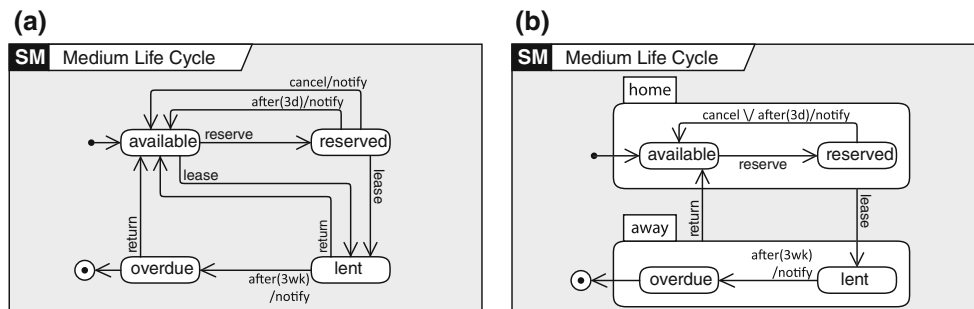 (a)
SM Medium Life Cycle
cancel/notify
after(3d)/notify
available
reserve
reserved
lease
lease
return
return
overdue
after(3wk)
/notify
lent
(b)
SM Medium Life Cycle
home
cancel \/ after(3d)/notify
available
reserve
reserved
return
lease
away
overdue
after(3wk)
/notify
lent